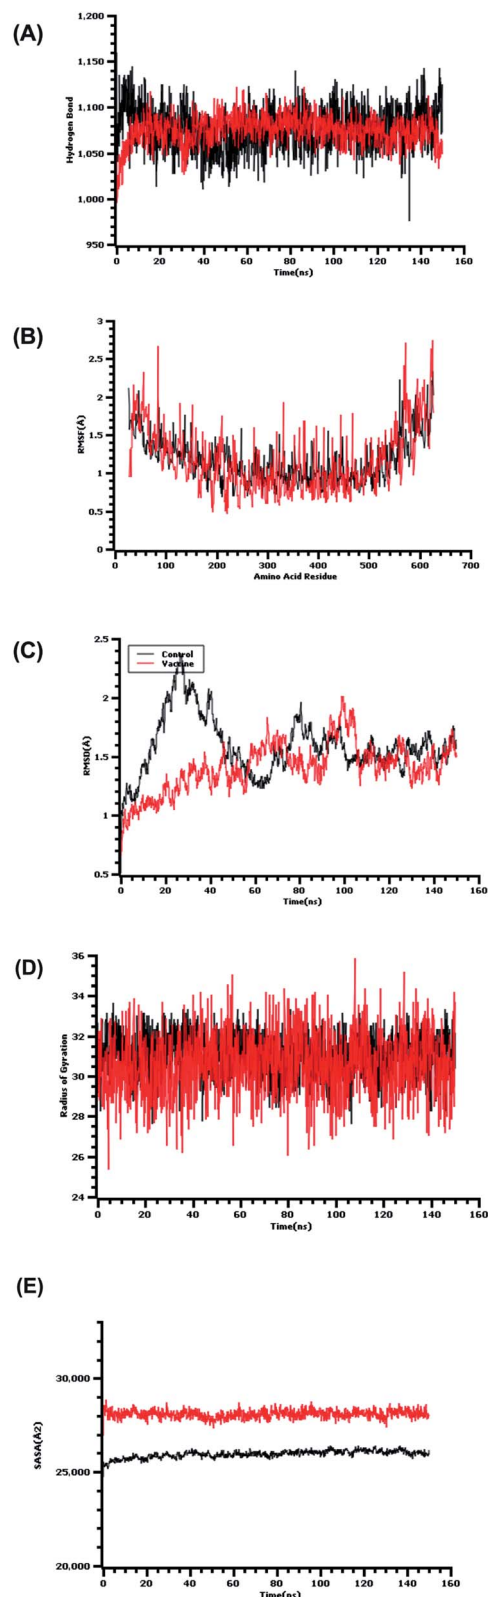 (A)
1,200
1,150
1,100
1,050
1,000
950
Hydrogen Bond
0 20 40 60 80 100 120 140 160
Time(ns)
(B)
3
2.5
2
1.5
1
0.5
0
RMSF(Å)
0 100 200 300 400 500 600 700
Amino Acid Residue
(C)
2.5
2
1.5
1
0.5
RMSD(Å)
Control
Vaccine
0 20 40 60 80 100 120 140 160
Time(ns)
(D)
36
34
32
30
28
26
24
Radius of Gyration
0 20 40 60 80 100 120 140 160
Time(ns)
(E)
30,000
25,000
20,000
SASA(Å2)
0 20 40 60 80 100 120 140 160
Time(ns)